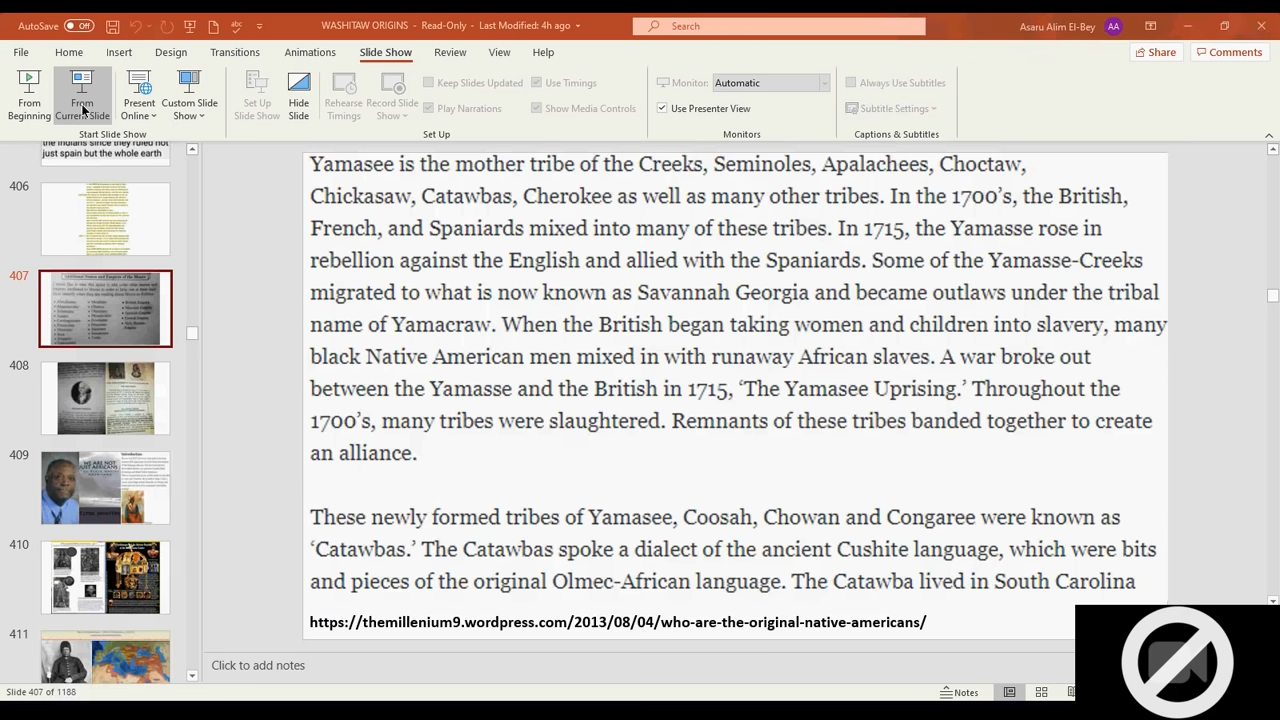 AutoSave Off
WASHITAW ORIGINS - Read-Only - Last Modified: 4h ago
Search
Asaru Alim El-Bey AA
File Home Insert Design Transitions Animations Slide Show Review View Help
Share Comments
From Beginning
From Current Slide
Present Online
Custom Slide Show
Start Slide Show
Set Up Slide Show
Hide Slide
Rehearse Timings
Record Slide Show
Keep Slides Updated
Play Narrations
Use Timings
Show Media Controls
Set Up
Monitor: Automatic
Use Presenter View
Monitors
Always Use Subtitles
Subtitle Settings
Captions & Subtitles
the Indians since they ruled not
just spain but the whole earth
406
407
408
409
WE ARE NOT
JUST AFRICANS
410
411
Yamasee is the mother tribe of the Creeks, Seminoles, Apalachees, Choctaw,
Chickasaw, Catawbas, Cherokee as well as many other tribes. In the 1700’s, the British,
French, and Spaniards mixed into many of these tribes. In 1715, the Yamasse rose in
rebellion against the English and allied with the Spaniards. Some of the Yamasse-Creeks
migrated to what is now known as Savannah Georgia and became outlaws under the tribal
name of Yamacraw. When the British began taking women and children into slavery, many
black Native American men mixed in with runaway African slaves. A war broke out
between the Yamasse and the British in 1715, ‘The Yamasee Uprising.’ Throughout the
1700’s, many tribes were slaughtered. Remnants of these tribes banded together to create
an alliance.
These newly formed tribes of Yamasee, Coosah, Chowan and Congaree were known as
‘Catawbas.’ The Catawbas spoke a dialect of the ancient Cushite language, which were bits
and pieces of the original Olmec-African language. The Catawba lived in South Carolina
https://themillenium9.wordpress.com/2013/08/04/who-are-the-original-native-americans/
Click to add notes
Slide 407 of 1188
Notes